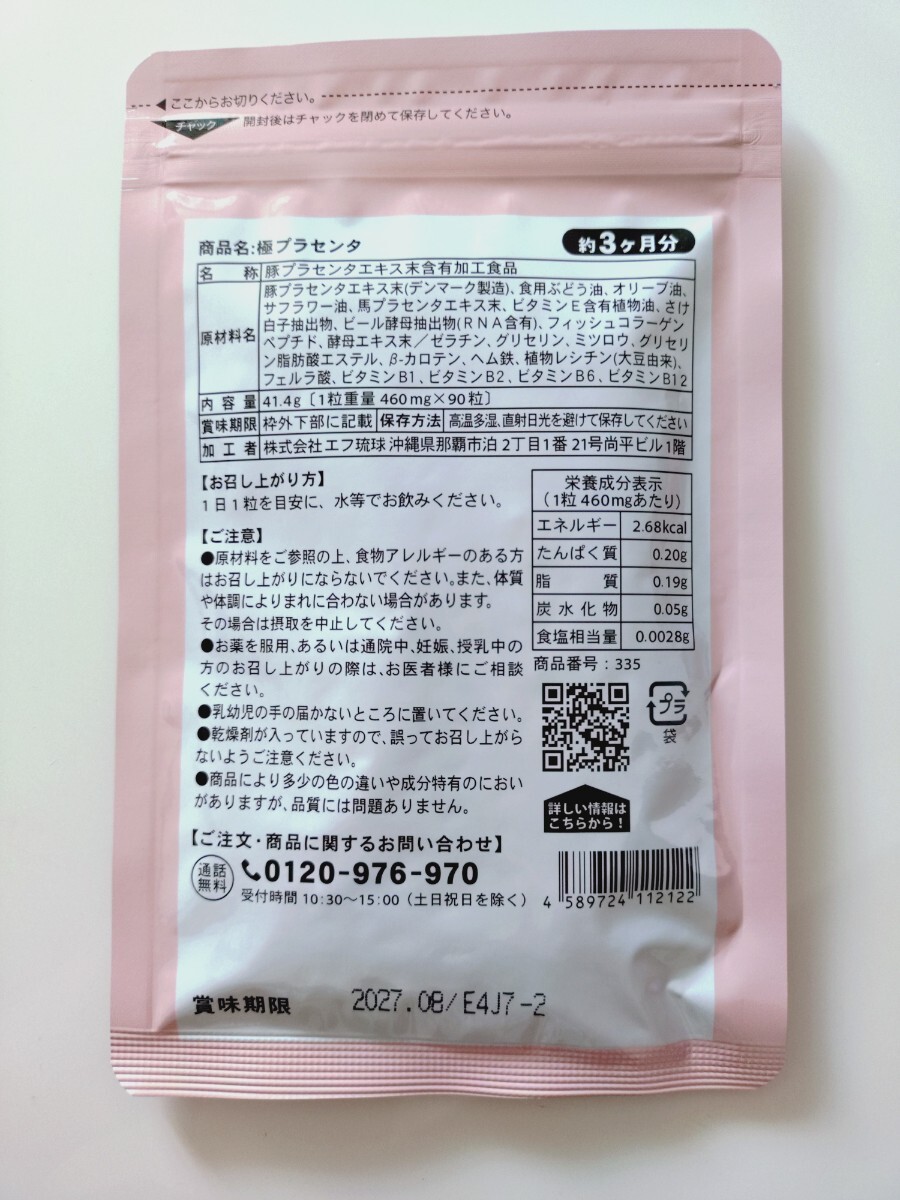 ◀ここからお切りください。
チャック
開封後はチャックを閉めて保存してください。
商品名:極プラセンタ
約3ヶ月分
名称 豚プラセンタエキス末含有加工食品
原材料名
豚プラセンタエキス末(デンマーク製造)、食用ぶどう油、オリーブ油、
サフラワー油、馬プラセンタエキス末、ビタミンE含有植物油、さけ
白子抽出物、ビール酵母抽出物(RNA含有)、フィッシュコラーゲン
ペプチド、酵母エキス末／ゼラチン、グリセリン、ミツロウ、グリセリ
ン脂肪酸エステル、β-カロテン、ヘム鉄、植物レシチン(大豆由来)、
フェルラ酸、ビタミンB1、ビタミンB2、ビタミンB6、ビタミンB12
内容量 41.4g〔1粒重量 460mg×90粒〕
賞味期限 枠外下部に記載 保存方法 高温多湿、直射日光を避けて保存してください
加工者 株式会社エフ琉球 沖縄県那覇市泊2丁目1番21号尚平ビル1階
【お召し上がり方】
1日1粒を目安に、水等でお飲みください。
【ご注意】
●原材料をご参照の上、食物アレルギーのある方
はお召し上がりにならないでください。また、体質
や体調によりまれに合わない場合があります。
その場合は摂取を中止してください。
●お薬を服用、あるいは通院中、妊娠、授乳中の
方のお召し上がりの際は、お医者様にご相談
ください。
●乳幼児の手の届かないところに置いてください。
●乾燥剤が入っていますので、誤ってお召し上がら
ないようご注意ください。
●商品により多少の色の違いや成分特有のにおい
がありますが、品質には問題ありません。
栄養成分表示
(1粒 460mgあたり)
エネルギー 2.68kcal
たんぱく質 0.20g
脂質 0.19g
炭水化物 0.05g
食塩相当量 0.0028g
商品番号：335
プラ
袋
詳しい情報は
こちらから！
【ご注文・商品に関するお問い合わせ】
通話
無料
0120-976-970
受付時間 10:30〜15:00（土日祝日を除く）
4 589724 112122
賞味期限 2027.08/E4J7-2